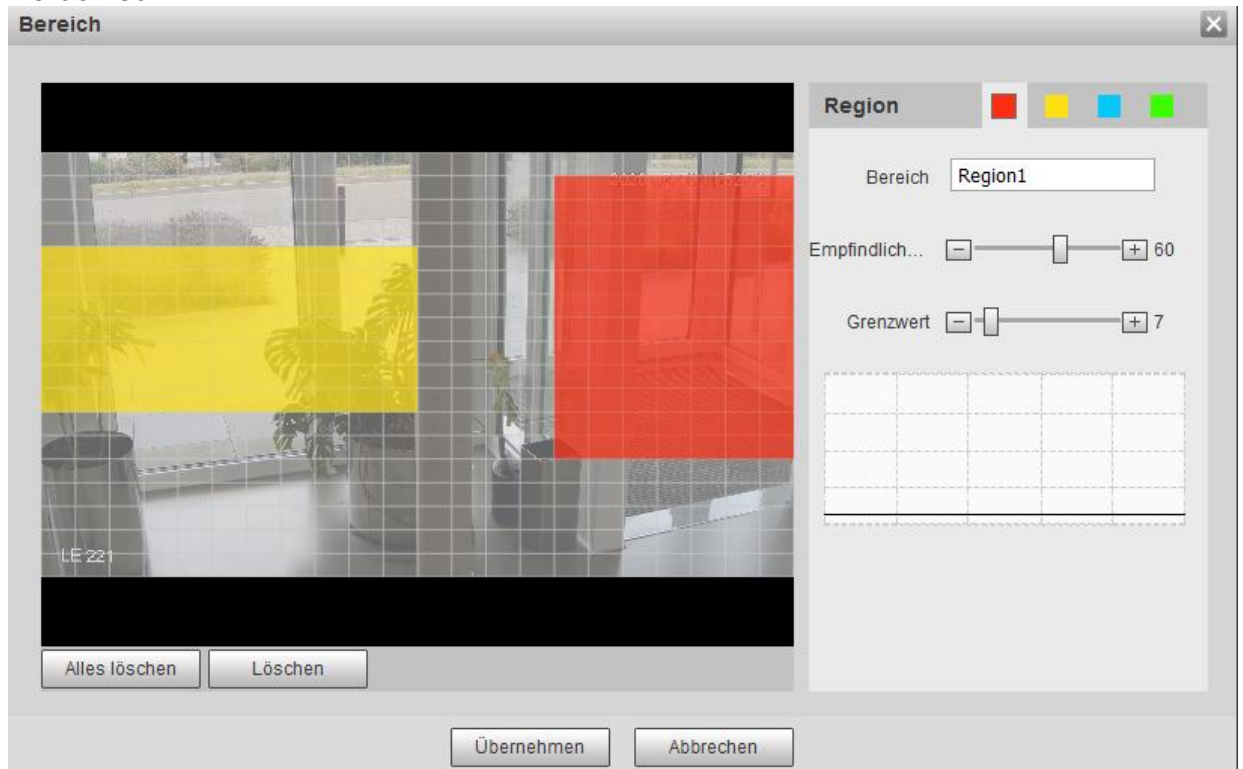 Bereich
Region
Bereich Region1
Empfindlich... 60
Grenzwert 7
LE 221
Alles löschen Löschen
Übernehmen Abbrechen